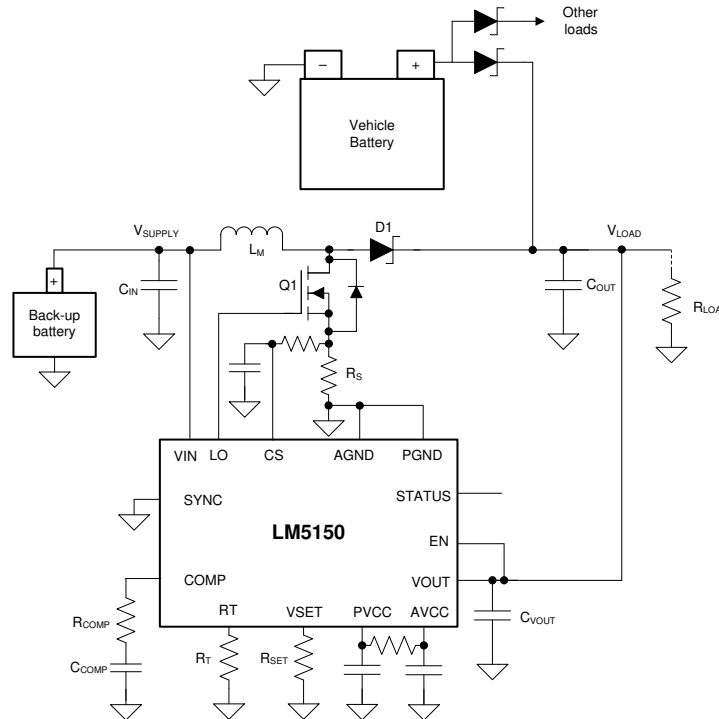 Other
loads
− +
Vehicle
Battery
VSUPPLY
LM
D1
VLOAD
+
CIN
Q1
COUT
RLOA
Back-up
battery
RS
VIN LO CS AGND PGND
SYNC
STATUS
LM5150
EN
COMP
VOUT
RT VSET PVCC AVCC
RCOMP
CVOUT
RT
RSET
CCOMP